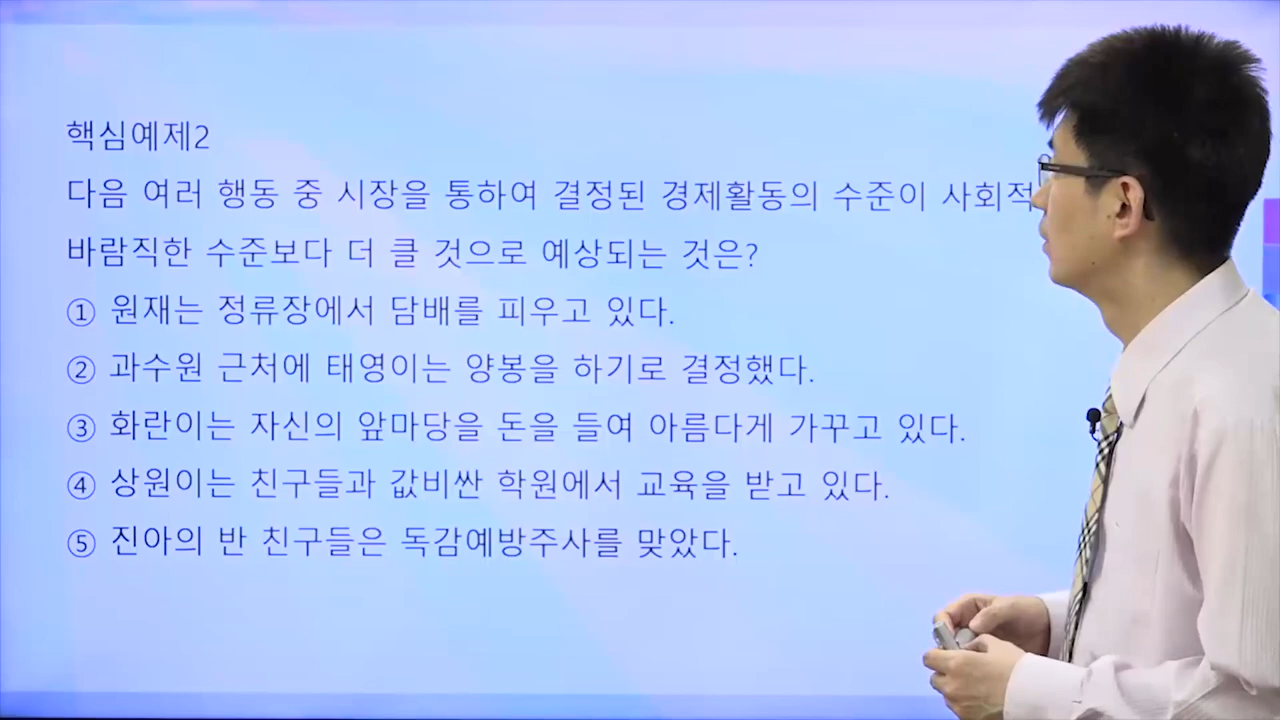 핵심예제2
다음 여러 행동 중 시장을 통하여 결정된 경제활동의 수준이 사회적
바람직한 수준보다 더 클 것으로 예상되는 것은?
① 원재는 정류장에서 담배를 피우고 있다.
② 과수원 근처에 태영이는 양봉을 하기로 결정했다.
③ 화란이는 자신의 앞마당을 돈을 들여 아름다게 가꾸고 있다.
④ 상원이는 친구들과 값비싼 학원에서 교육을 받고 있다.
⑤ 진아의 반 친구들은 독감예방주사를 맞았다.